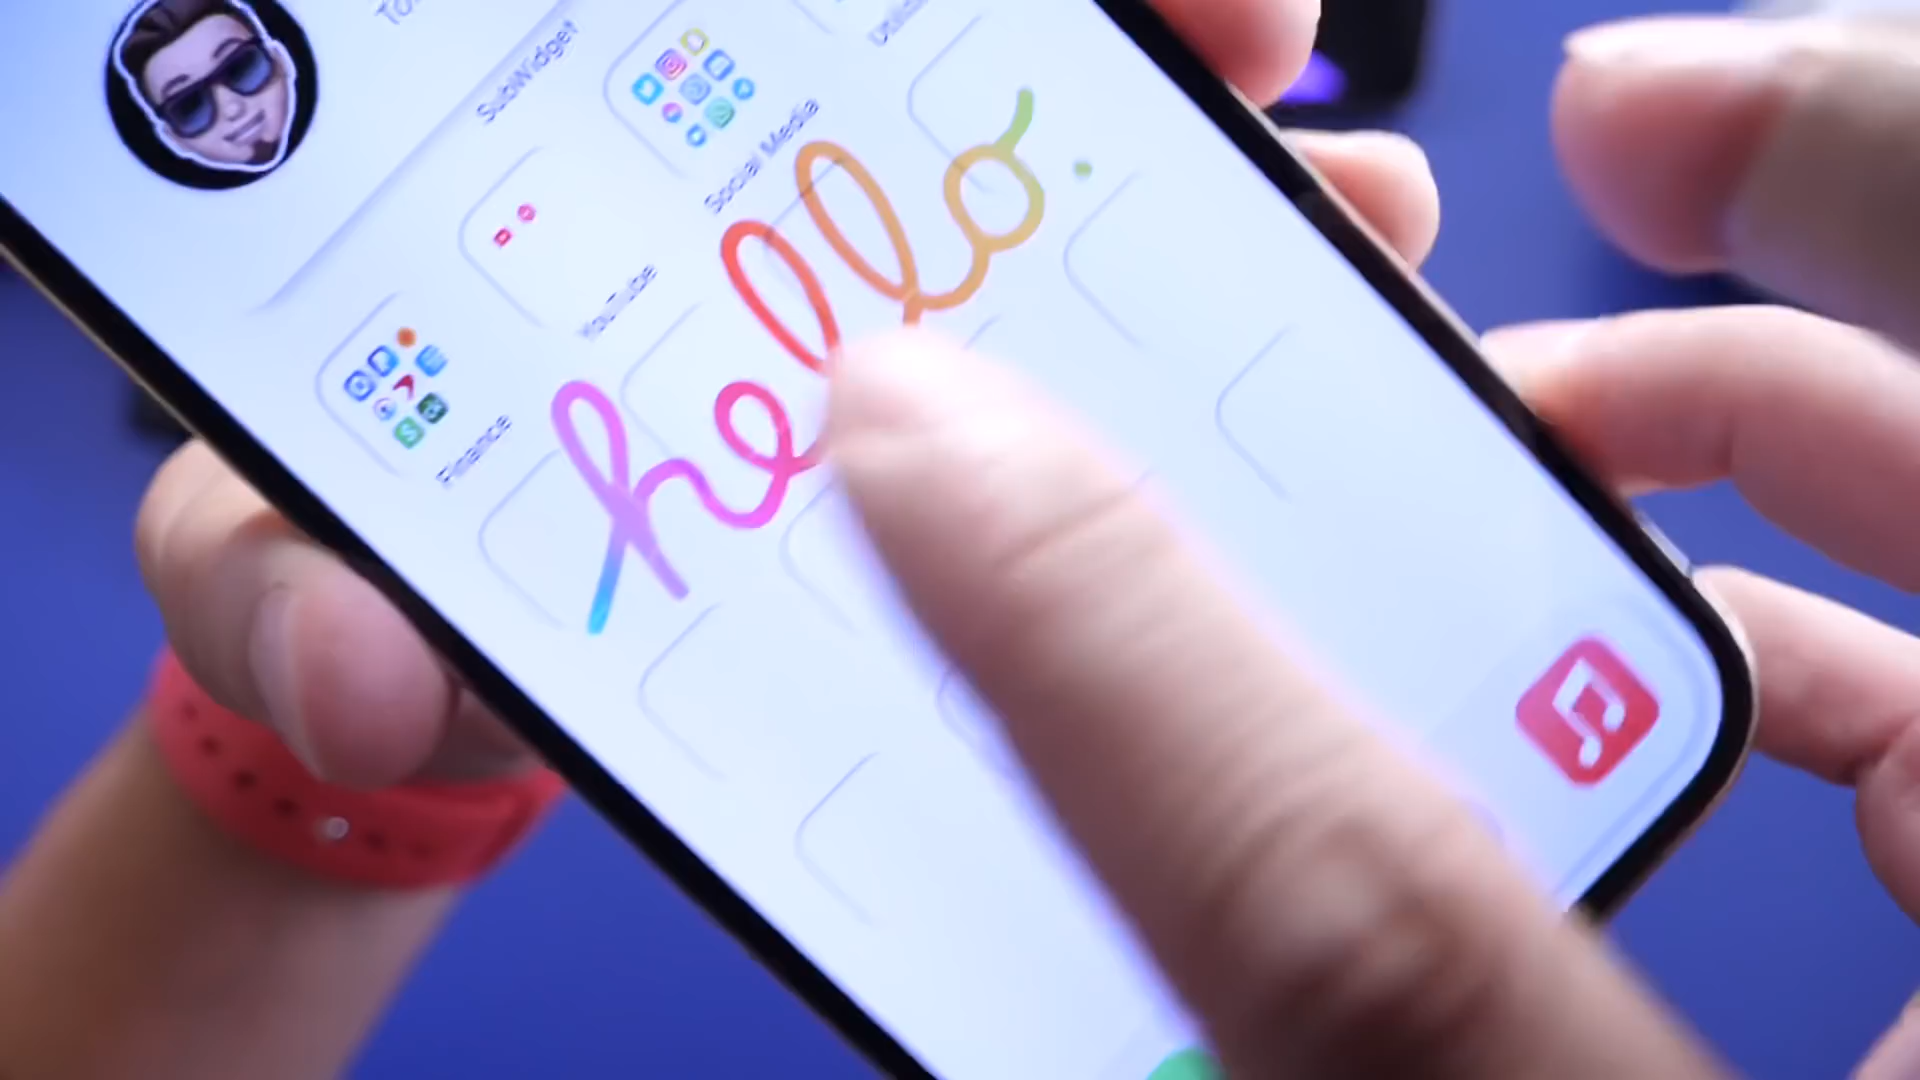 SubWidget
Social Media
YouTube
Finance
hello.